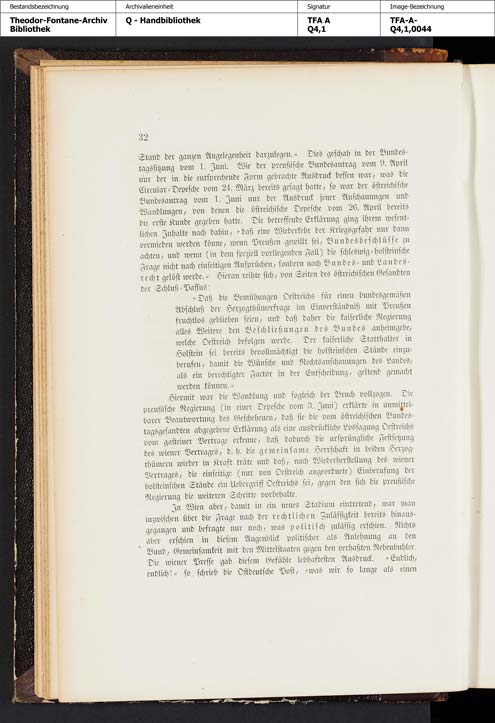 Bestandsbezeichnung Archivalieneinheit Signatur Image-Bezeichnung
Theodor-Fontane-Archiv Q - Handbibliothek TFA A TFA-A-
Bibliothek Q4,1 Q4,1,0044
32
Stand der ganzen Angelegenheit darzulegen.« Dies geschah in der Bundes-
tagssitzung vom 1. Juni. Wie der preußische Bundesantrag vom 9. April
nur der in die entsprechende Form gebrachte Ausdruck dessen war, was die
Circular-Depesche vom 24. März bereits gesagt hatte, so war der östreichische
Bundesantrag vom 1. Juni nur der Ausdruck jener Anschauungen und
Wandlungen, von denen die östreichische Depesche vom 26. April bereits
die erste Kunde gegeben hatte. Die betreffende Erklärung ging ihrem wesent-
lichen Inhalte nach dahin, »daß eine Wiederkehr der Kriegsgefahr nur dann
vermieden werden könne, wenn Preußen gewillt sei, Bundesbeschlüsse zu
achten, und wenn (in dem speziell vorliegenden Fall) die schleswig-holsteinsche
Frage nicht nach einseitigen Ansprüchen, sondern nach Bundes- und Landes-
recht gelöst werde.« Hieran reihte sich, von Seiten des östreichischen Gesandten
der Schluß-Passus:
»Daß die Bemühungen Oestreichs für einen bundesgemäßen
Abschluß der Herzogthümerfrage im Einverständniß mit Preußen
fruchtlos geblieben seien, und daß daher die kaiserliche Regierung
alles Weitere den Beschließungen des Bundes anheimgebe,
welche Oestreich befolgen werde. Der kaiserliche Statthalter in
Holstein sei bereits bevollmächtigt die holsteinschen Stände einzu-
berufen, damit die Wünsche und Rechtsanschauungen des Landes,
als ein berechtigter Factor in der Entscheidung, geltend gemacht
werden können.«
Hiermit war die Wandlung und sogleich der Bruch vollzogen. Die
preußische Regierung (in einer Depesche vom 3. Juni) erklärte in unmittel-
barer Beantwortung des Geschehenen, daß sie die vom östreichischen Bundes-
tagsgesandten abgegebene Erklärung als eine ausdrückliche Lossagung Oestreichs
vom gasteiner Vertrage erkenne, daß dadurch die ursprüngliche Festsetzung
des wiener Vertrages, d. h. die gemeinsame Herrschaft in beiden Herzog-
thümern wieder in Kraft träte und daß, nach Wiederherstellung des wiener
Vertrages, die einseitige (nur von Oestreich angeordnete) Einberufung der
holsteinschen Stände ein Uebergriff Oestreichs sei, gegen den sich die preußische
Regierung die weiteren Schritte vorbehalte.
In Wien aber, damit in ein neues Stadium eintretend, war man
inzwischen über die Frage nach der rechtlichen Zulässigkeit bereits hinaus-
gegangen und befragte nur noch, was politisch zulässig erschien. Nichts
aber erschien in diesem Augenblick politischer als Anlehnung an den
Bund, Gemeinsamkeit mit den Mittelstaaten gegen den verhaßten Nebenbuhler.
Die wiener Presse gab diesem Gefühle lebhaftesten Ausdruck. »Endlich,
endlich!« so schrieb die Ostdeutsche Post, »was wir so lange als einen